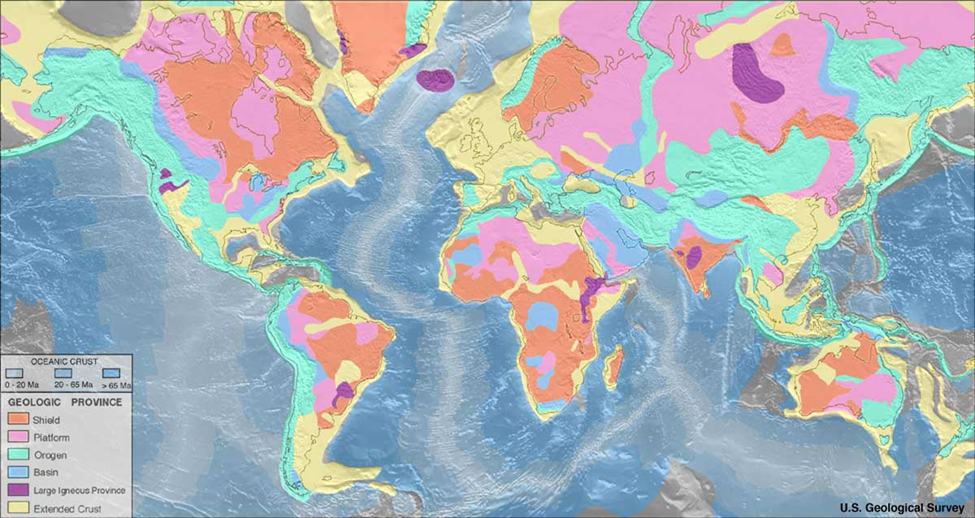 OCEANIC CRUST
0 - 20 Ma 20 - 65 Ma > 65 Ma
GEOLOGIC PROVINCE
Shield
Platform
Orogen
Basin
Large Igneous Province
Extended Crust
U.S. Geological Survey